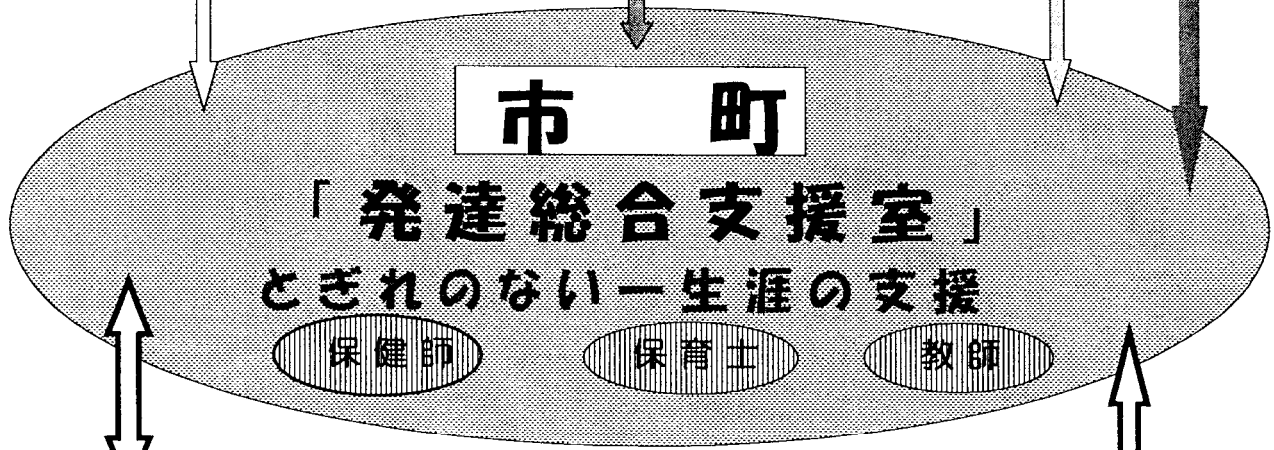 市　町
「発達総合支援室」
とぎれのない一生涯の支援
保健師　保育士　教師